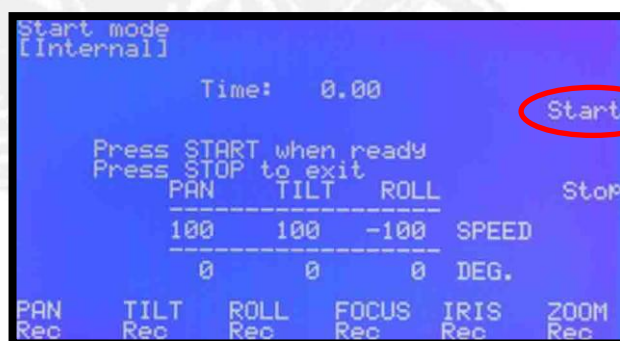 Start mode
[Internal]
Time: 0.00
Start
Press START when ready
Press STOP to exit
Stop
PAN TILT ROLL
100 100 -100 SPEED
0 0 0 DEG.
PAN TILT ROLL FOCUS IRIS ZOOM
Rec Rec Rec Rec Rec Rec